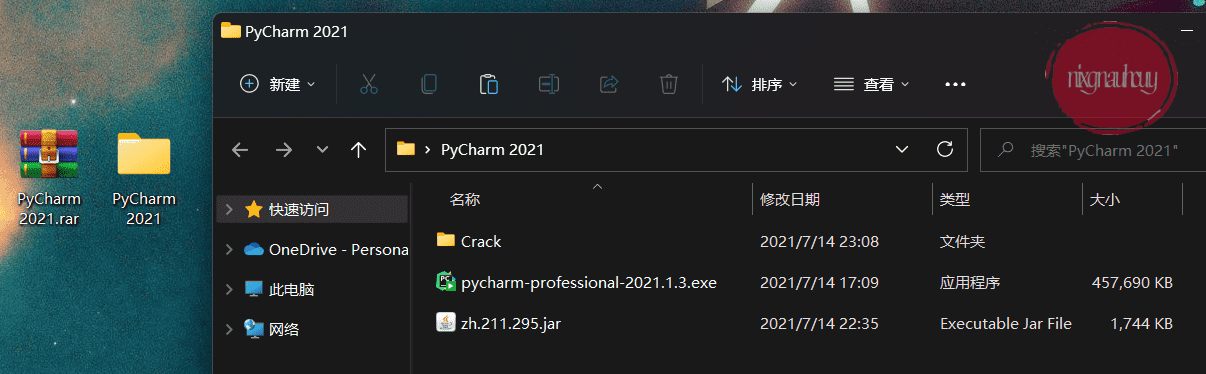 PyCharm 2021
nixgnauhouy
新建
排序
查看
PyCharm 2021
搜索"PyCharm 2021"
PyCharm
2021.rar
PyCharm
2021
快速访问
OneDrive - Persona
此电脑
网络
名称 修改日期 类型 大小
Crack 2021/7/14 23:08 文件夹
pycharm-professional-2021.1.3.exe 2021/7/14 17:09 应用程序 457,690 KB
zh.211.295.jar 2021/7/14 22:35 Executable Jar File 1,744 KB